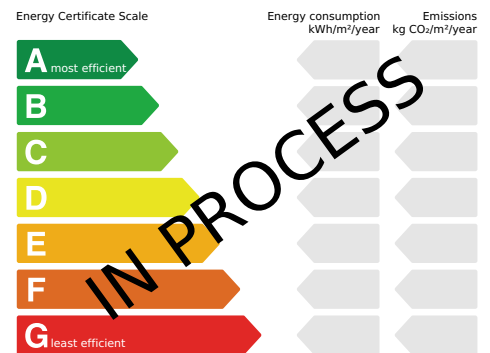 Energy Certificate Scale
Energy consumption
kWh/m²/year
Emissions
kg CO₂/m²/year
A most efficient
B
C
D
E
F
G least efficient
IN PROCESS